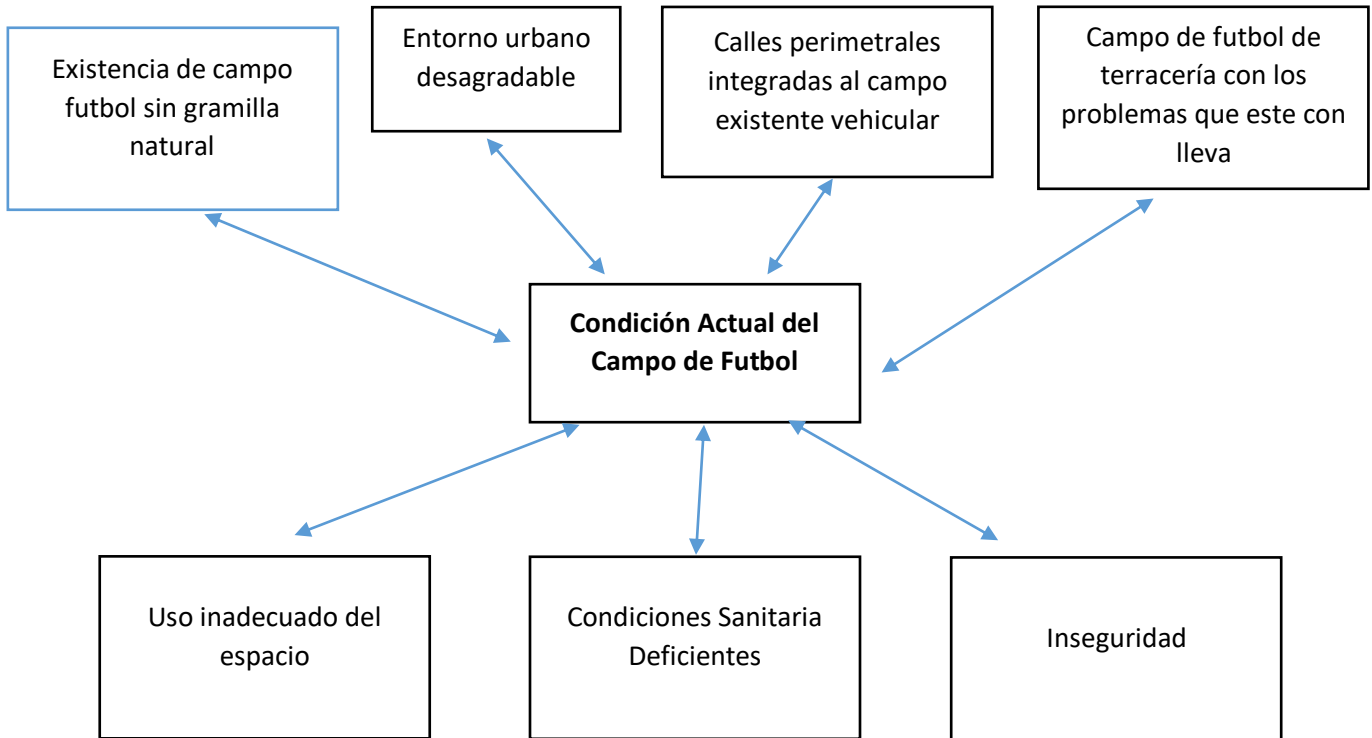 Existencia de campo
futbol sin gramilla
natural
Entorno urbano
desagradable
Calles perimetrales
integradas al campo
existente vehicular
Campo de futbol de
terracería con los
problemas que este con
lleva
Condición Actual del
Campo de Futbol
Uso inadecuado del
espacio
Condiciones Sanitaria
Deficientes
Inseguridad